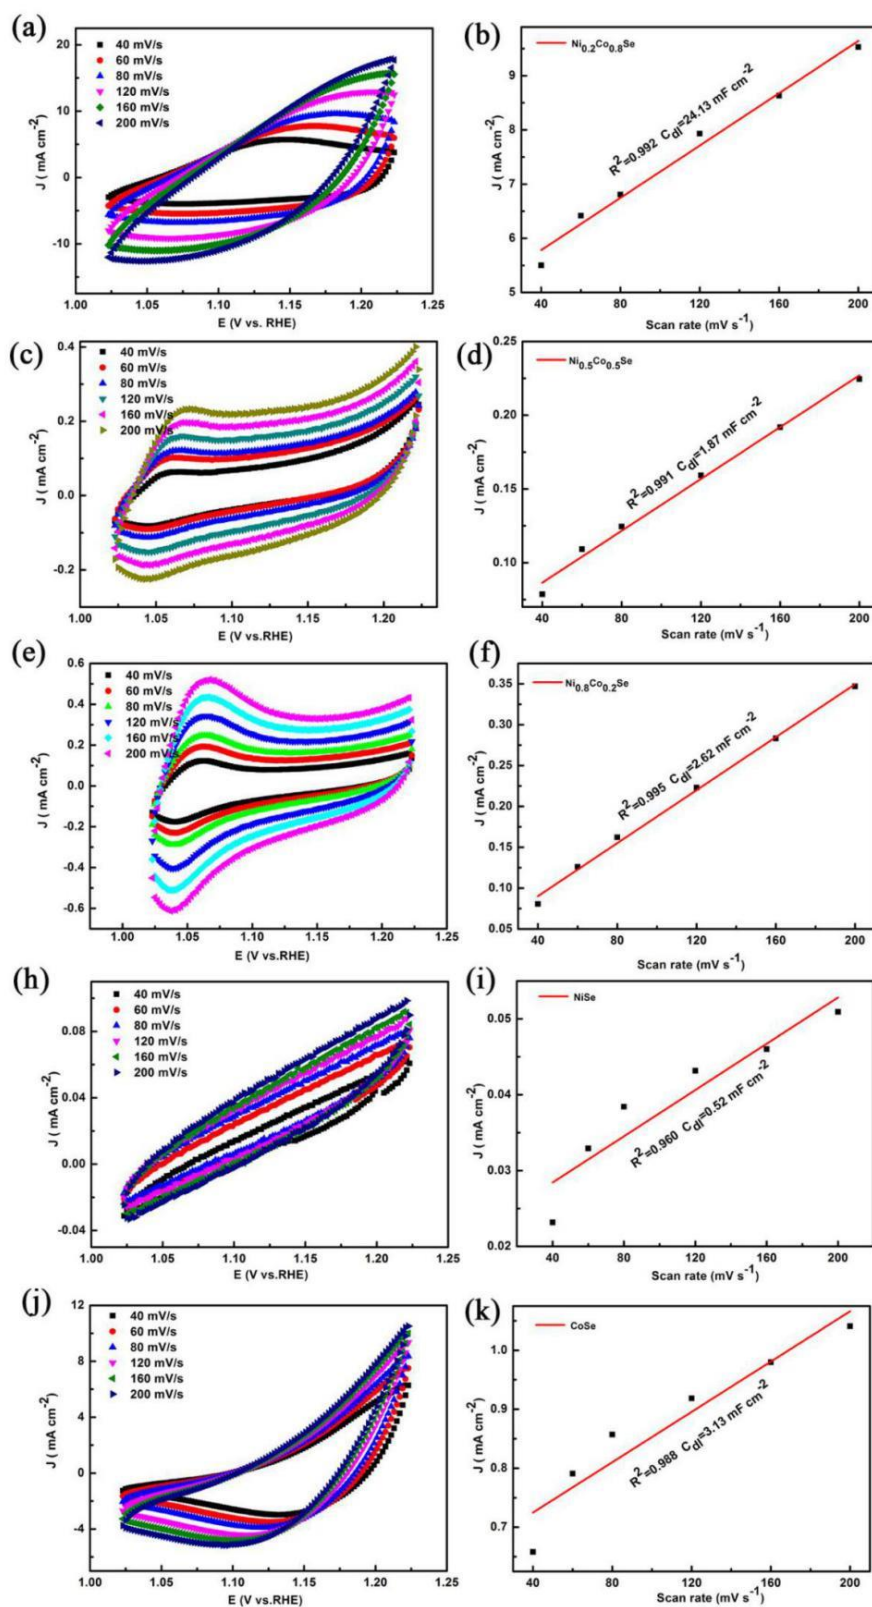 (a)
40 mV/s
60 mV/s
80 mV/s
120 mV/s
160 mV/s
200 mV/s
J ( mA cm-2)
20
10
0
-10
1.00 1.05 1.10 1.15 1.20 1.25
E (V vs. RHE)
(b)
Ni0.2Co0.8Se
R2=0.992 Cdl=24.13 mF cm-2
J ( mA cm-2)
9
8
7
6
5
40 80 120 160 200
Scan rate (mV s-1)
(c)
40 mV/s
60 mV/s
80 mV/s
120 mV/s
160 mV/s
200 mV/s
J ( mA cm-2)
0.4
0.2
0.0
-0.2
1.00 1.05 1.10 1.15 1.20 1.25
E (V vs.RHE)
(d)
Ni0.5Co0.5Se
R2=0.991 Cdl=1.87 mF cm-2
J ( mA cm-2)
0.25
0.20
0.15
0.10
40 80 120 160 200
Scan rate (mV s-1)
(e)
40 mV/s
60 mV/s
80 mV/s
120 mV/s
160 mV/s
200 mV/s
J ( mA cm-2)
0.6
0.4
0.2
0.0
-0.2
-0.4
-0.6
1.00 1.05 1.10 1.15 1.20 1.25
E (V vs.RHE)
(f)
Ni0.8Co0.2Se
R2=0.995 Cdl=2.62 mF cm-2
J ( mA cm-2)
0.35
0.30
0.25
0.20
0.15
0.10
0.05
40 80 120 160 200
Scan rate (mV s-1)
(h)
40 mV/s
60 mV/s
80 mV/s
120 mV/s
160 mV/s
200 mV/s
J ( mA cm-2)
0.08
0.04
0.00
-0.04
1.00 1.05 1.10 1.15 1.20 1.25
E (V vs.RHE)
(i)
NiSe
R2=0.960 Cdl=0.52 mF cm-2
J ( mA cm-2)
0.05
0.04
0.03
0.02
40 80 120 160 200
Scan rate (mV s-1)
(j)
40 mV/s
60 mV/s
80 mV/s
120 mV/s
160 mV/s
200 mV/s
J ( mA cm-2)
12
8
4
0
-4
1.00 1.05 1.10 1.15 1.20 1.25
E (V vs.RHE)
(k)
CoSe
R2=0.988 Cdl=3.13 mF cm-2
J ( mA cm-2)
1.0
0.9
0.8
0.7
40 80 120 160 200
Scan rate (mV s-1)